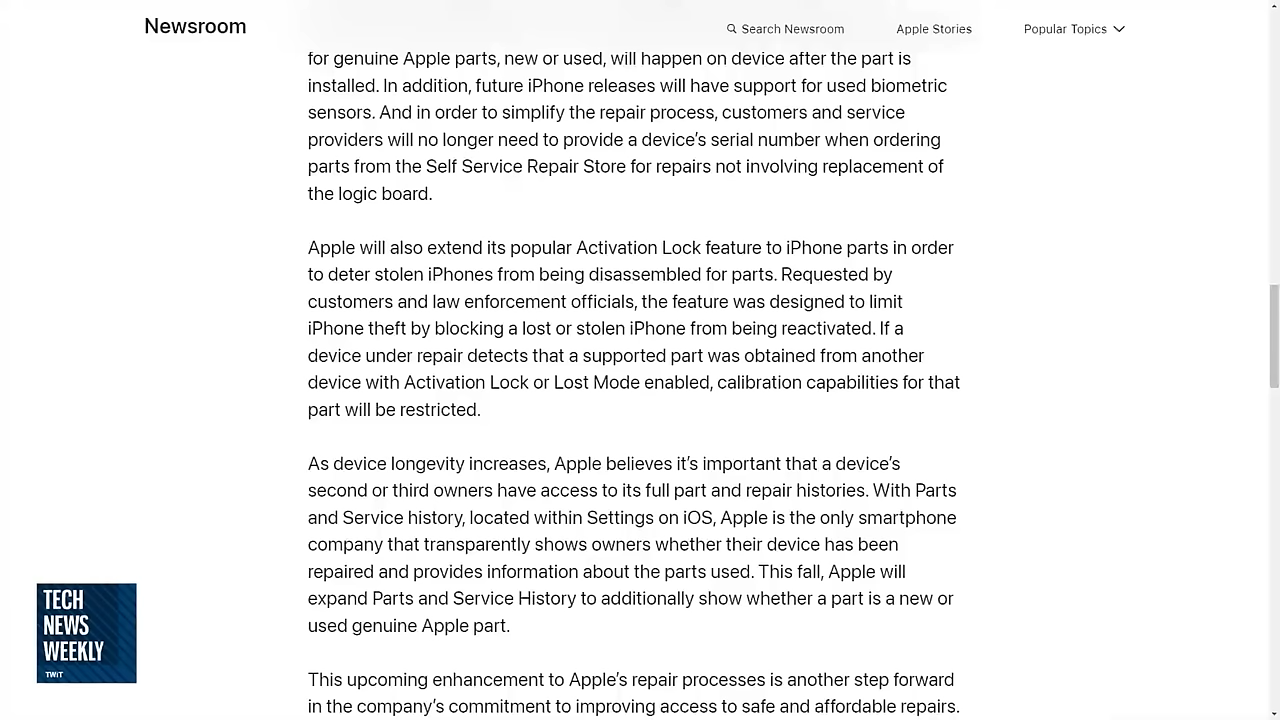 Newsroom
Search Newsroom
Apple Stories
Popular Topics
for genuine Apple parts, new or used, will happen on device after the part is
installed. In addition, future iPhone releases will have support for used biometric
sensors. And in order to simplify the repair process, customers and service
providers will no longer need to provide a device’s serial number when ordering
parts from the Self Service Repair Store for repairs not involving replacement of
the logic board.
Apple will also extend its popular Activation Lock feature to iPhone parts in order
to deter stolen iPhones from being disassembled for parts. Requested by
customers and law enforcement officials, the feature was designed to limit
iPhone theft by blocking a lost or stolen iPhone from being reactivated. If a
device under repair detects that a supported part was obtained from another
device with Activation Lock or Lost Mode enabled, calibration capabilities for that
part will be restricted.
As device longevity increases, Apple believes it’s important that a device’s
second or third owners have access to its full part and repair histories. With Parts
and Service history, located within Settings on iOS, Apple is the only smartphone
company that transparently shows owners whether their device has been
repaired and provides information about the parts used. This fall, Apple will
expand Parts and Service History to additionally show whether a part is a new or
used genuine Apple part.
This upcoming enhancement to Apple’s repair processes is another step forward
in the company’s commitment to improving access to safe and affordable repairs.
TECH
NEWS
WEEKLY
TWiT